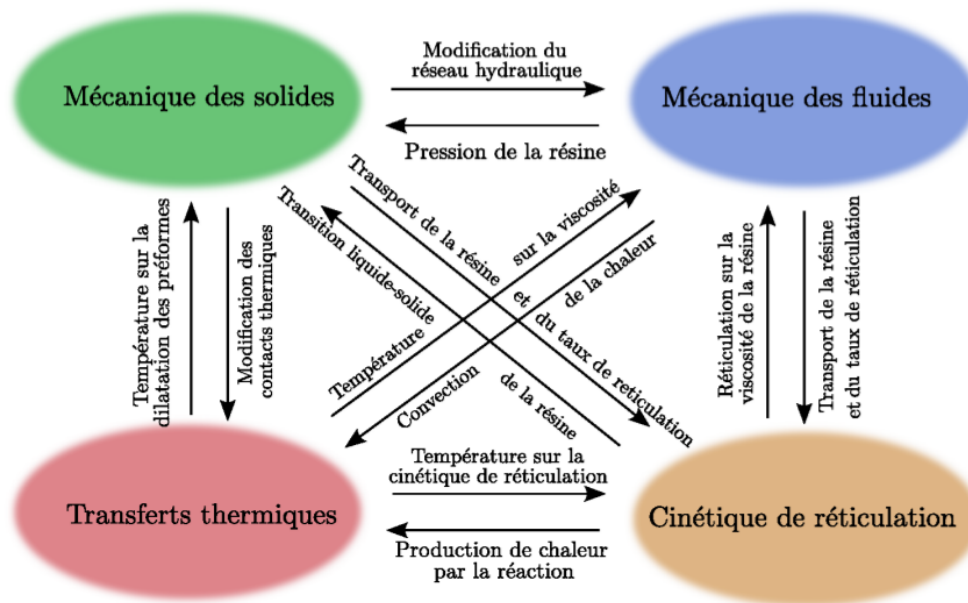 Mécanique des solides
Modification du
réseau hydraulique
Mécanique des fluides
Pression de la résine
Température sur la
dilatation des préformes
Modification des
contacts thermiques
Transition liquide-solide
de la résine
Transport de la résine et du taux de reticulation
Température sur la viscosité
Convection de la chaleur
Réticulation sur la
viscosité de la résine
Transport de la résine
et du taux de réticulation
Transferts thermiques
Température sur la
cinétique de réticulation
Production de chaleur
par la réaction
Cinétique de réticulation